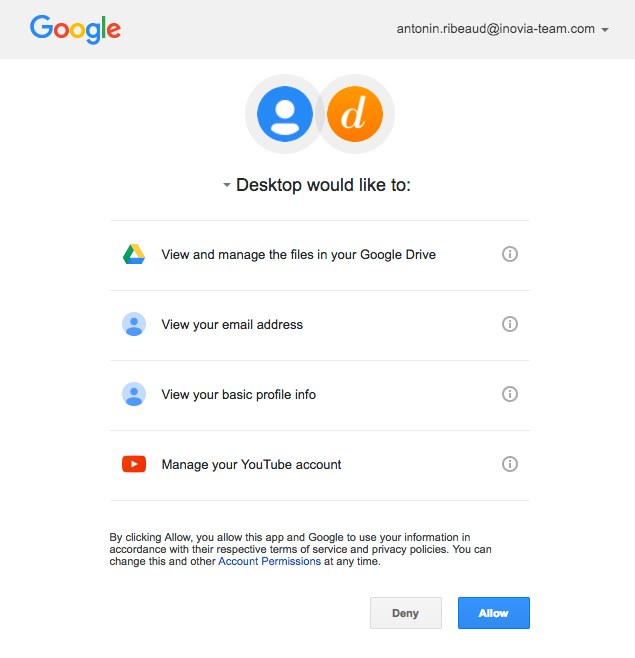 Google
antonin.ribeaud@inovia-team.com
d
Desktop would like to:
View and manage the files in your Google Drive
View your email address
View your basic profile info
Manage your YouTube account
By clicking Allow, you allow this app and Google to use your information in
accordance with their respective terms of service and privacy policies. You can
change this and other Account Permissions at any time.
Deny
Allow